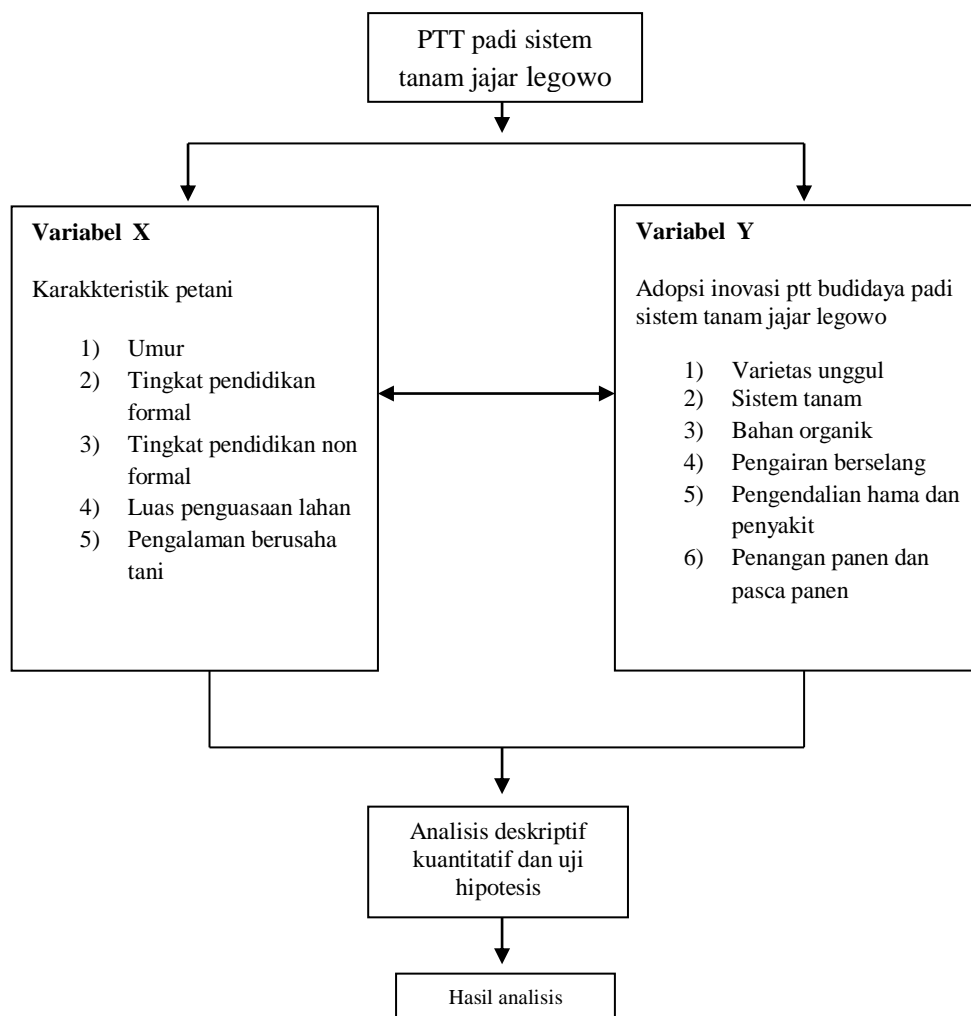 PTT padi sistem
tanam jajar legowo
Variabel X
Karakkteristik petani
1) Umur
2) Tingkat pendidikan
formal
3) Tingkat pendidikan non
formal
4) Luas penguasaan lahan
5) Pengalaman berusaha
tani
Variabel Y
Adopsi inovasi ptt budidaya padi
sistem tanam jajar legowo
1) Varietas unggul
2) Sistem tanam
3) Bahan organik
4) Pengairan berselang
5) Pengendalian hama dan
penyakit
6) Penangan panen dan
pasca panen
Analisis deskriptif
kuantitatif dan uji
hipotesis
Hasil analisis